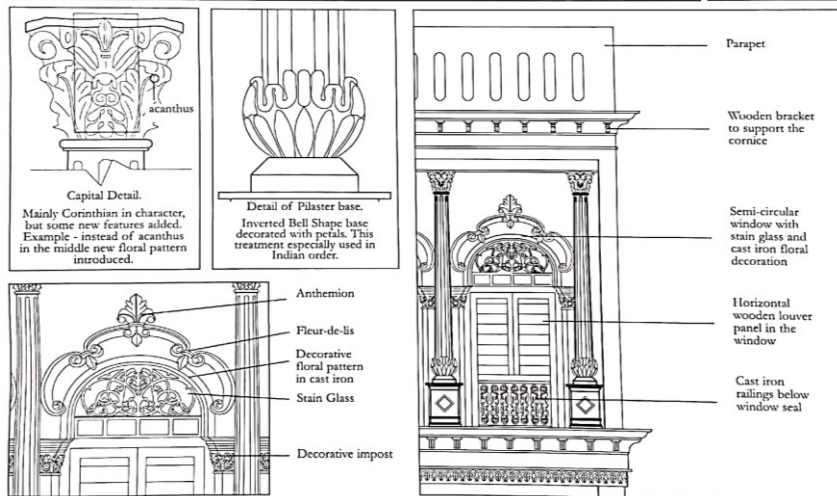 acanthus
Capital Detail.
Mainly Corinthian in character,
but some new features added.
Example - instead of acanthus
in the middle new floral pattern
introduced.
Detail of Pilaster base.
Inverted Bell Shape base
decorated with petals. This
treatment especially used in
Indian order.
Anthemion
Fleur-de-lis
Decorative
floral pattern
in cast iron
Stain Glass
Decorative impost
Parapet
Wooden bracket
to support the
cornice
Semi-circular
window with
stain glass and
cast iron floral
decoration
Horizontal
wooden louver
panel in the
window
Cast iron
railings below
window seal